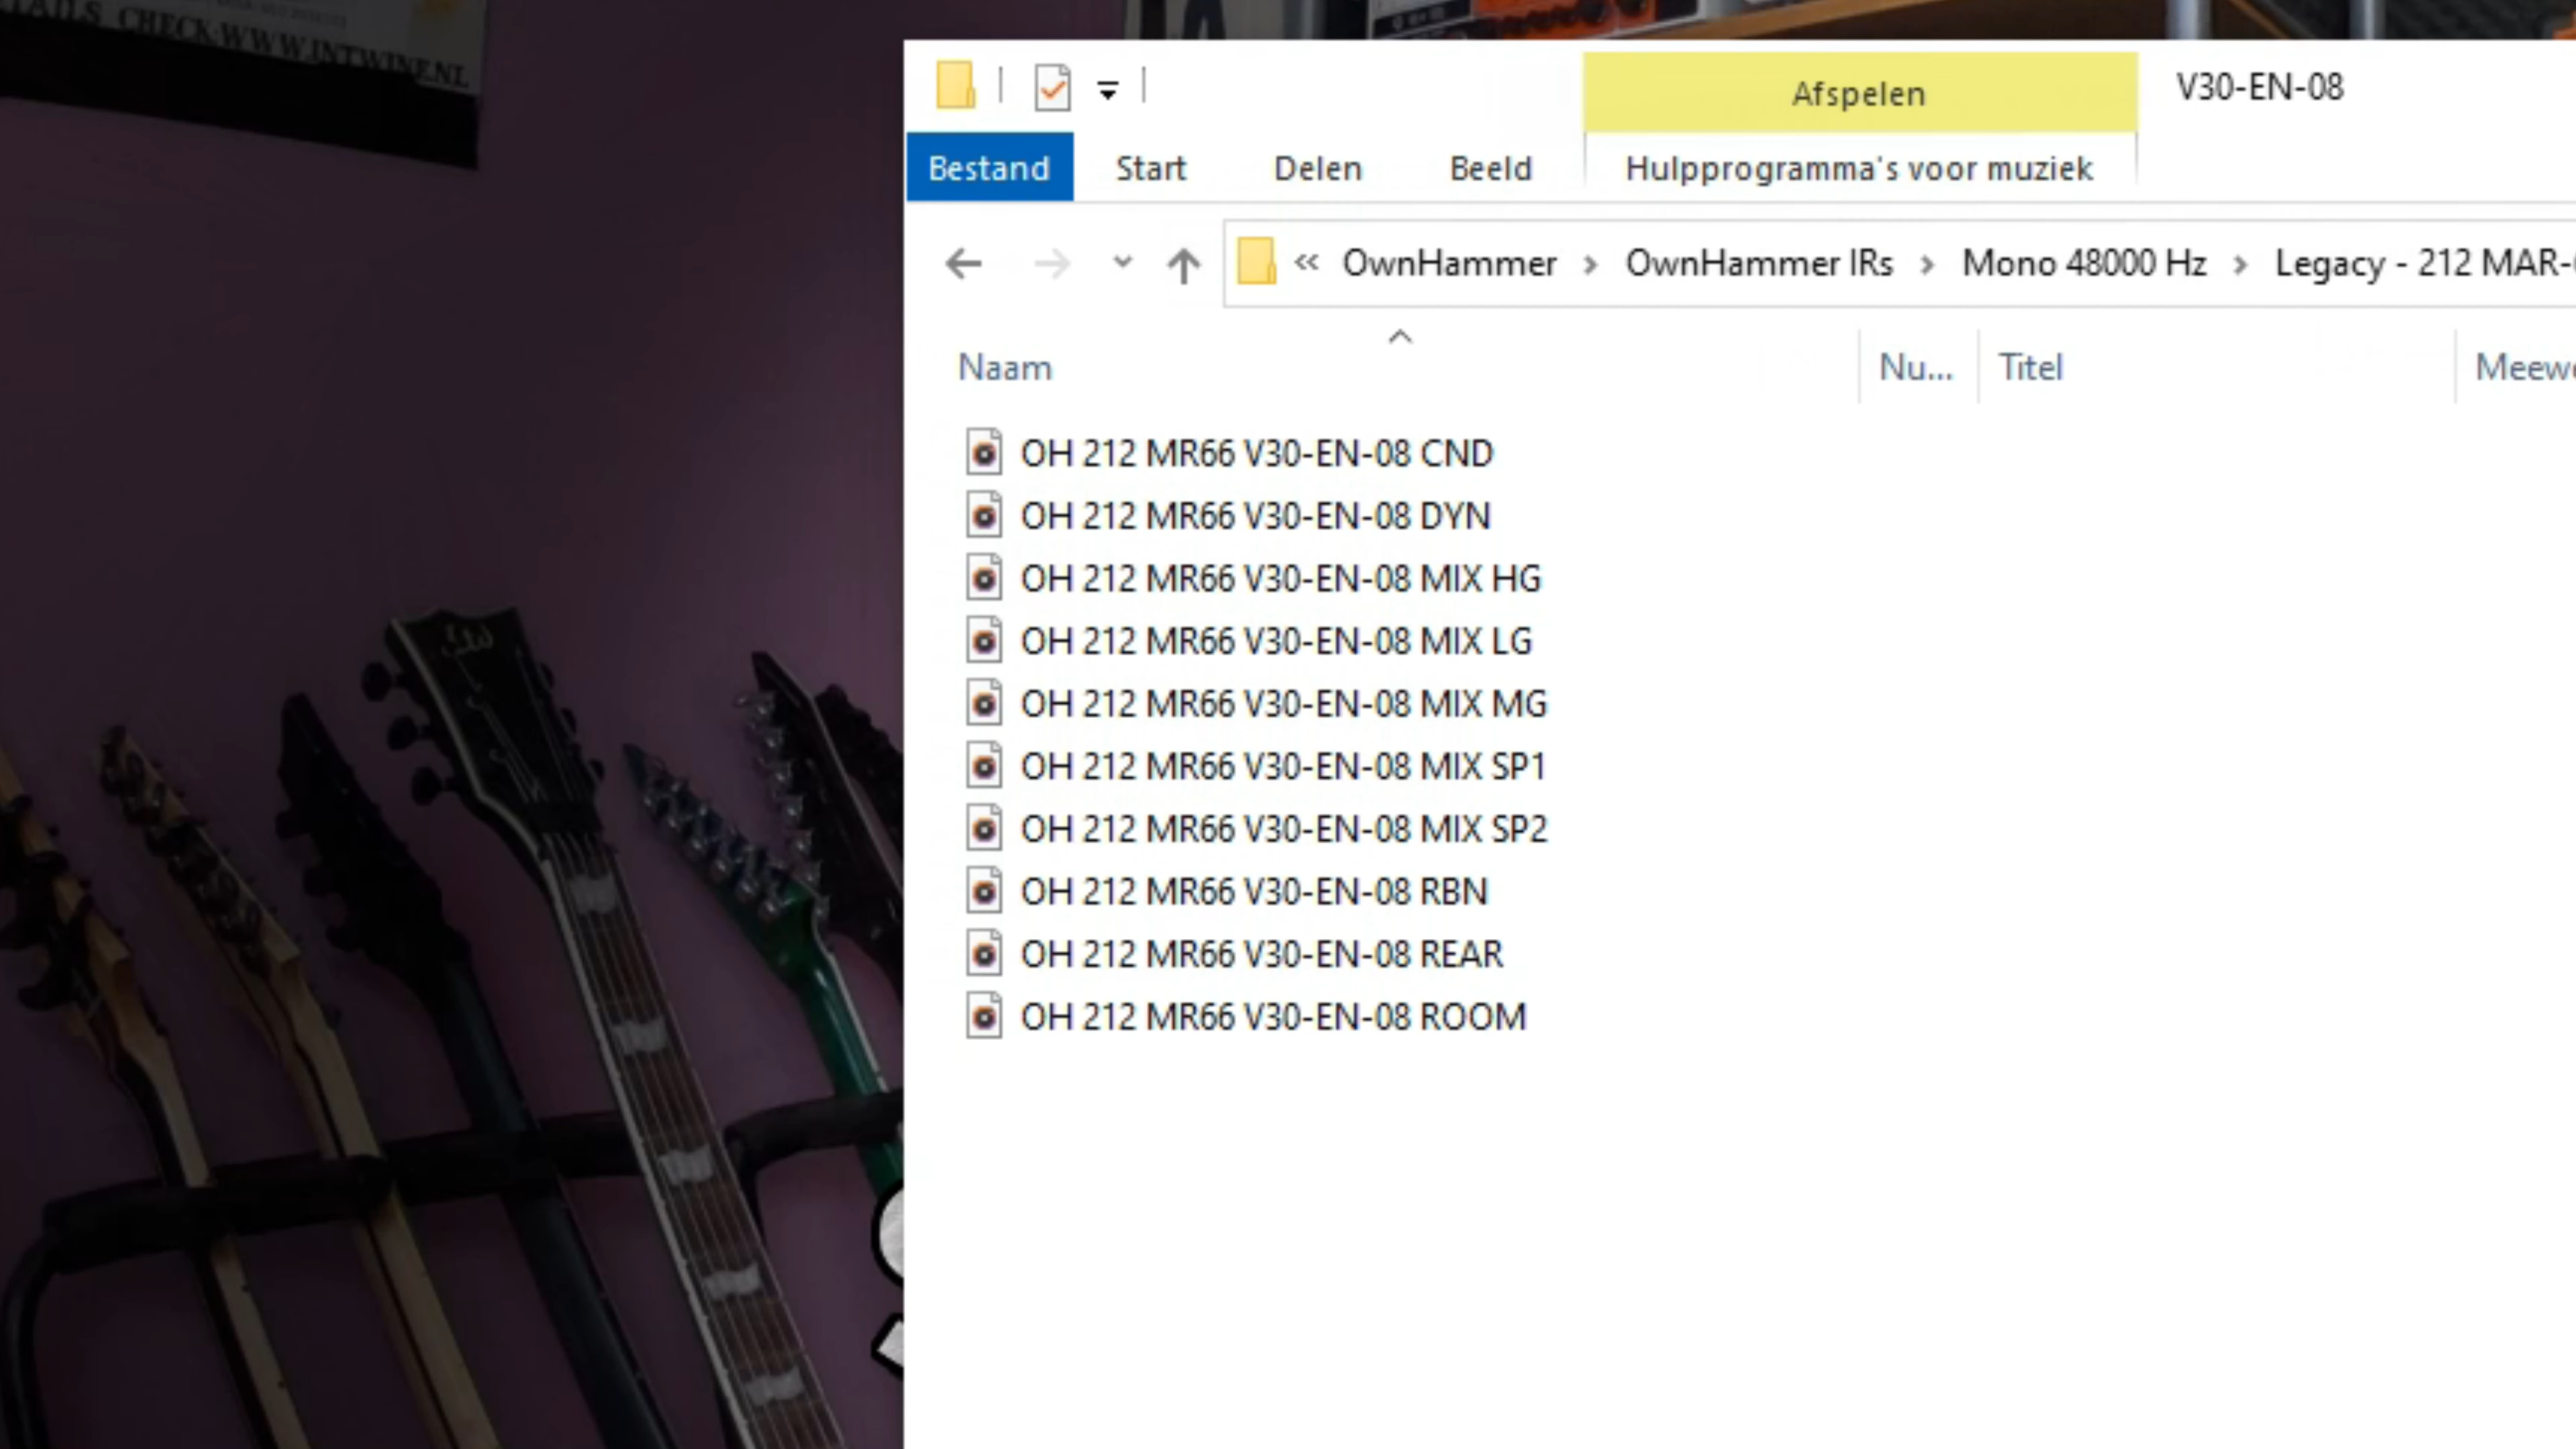 CHECK:WWW.INTWINE.NL
Afspelen
V30-EN-08
Bestand
Start
Delen
Beeld
Hulpprogramma's voor muziek
« OwnHammer › OwnHammer IRs › Mono 48000 Hz › Legacy - 212 MAR-
Naam
Nu...
Titel
OH 212 MR66 V30-EN-08 CND
OH 212 MR66 V30-EN-08 DYN
OH 212 MR66 V30-EN-08 MIX HG
OH 212 MR66 V30-EN-08 MIX LG
OH 212 MR66 V30-EN-08 MIX MG
OH 212 MR66 V30-EN-08 MIX SP1
OH 212 MR66 V30-EN-08 MIX SP2
OH 212 MR66 V30-EN-08 RBN
OH 212 MR66 V30-EN-08 REAR
OH 212 MR66 V30-EN-08 ROOM